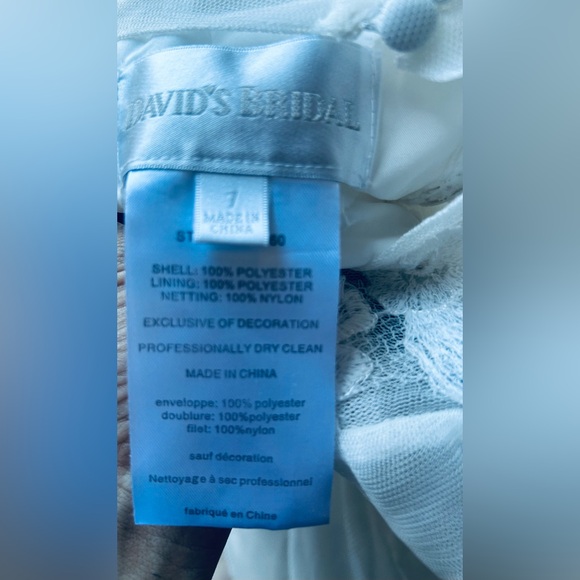 DAVID'S BRIDAL
7
MADE IN
CHINA
ST
SHELL: 100% POLYESTER
LINING: 100% POLYESTER
NETTING: 100% NYLON
EXCLUSIVE OF DECORATION
PROFESSIONALLY DRY CLEAN
MADE IN CHINA
enveloppe: 100% polyester
doublure: 100%polyester
filet: 100%nylon
sauf décoration
Nettoyage à sec professionnel
fabriqué en Chine